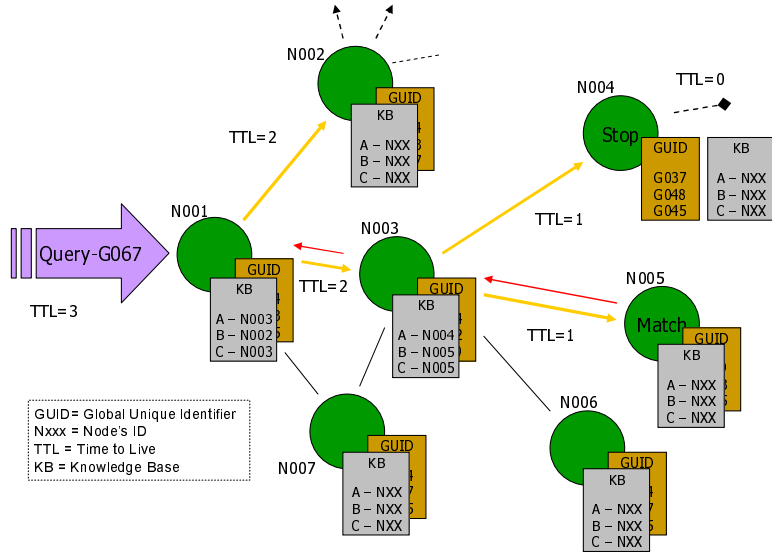 N002
GUID
KB
A – NXX
B – NXX
C – NXX
TTL=2
N004
TTL=0
Stop
GUID
G037
G048
G045
KB
A – NXX
B – NXX
C – NXX
TTL=1
N001
Query-G067
TTL=3
GUID
KB
A – N003
B – N002
C – N003
TTL=2
N003
GUID
KB
A – N004
B – N005
C – N005
TTL=1
N005
Match
GUID
KB
A – NXX
B – NXX
C – NXX
N007
GUID
KB
A – NXX
B – NXX
C – NXX
N006
GUID
KB
A – NXX
B – NXX
C – NXX
GUID= Global Unique Identifier
Nxxx = Node's ID
TTL = Time to Live
KB = Knowledge Base